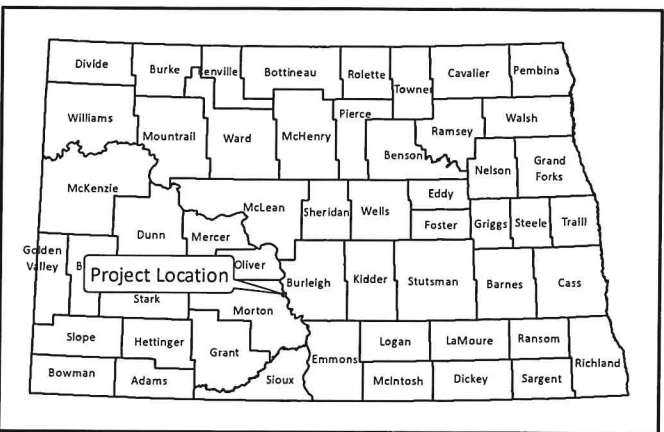 Divide
Burke
Renville
Bottineau
Rolette
Towner
Cavalier
Pembina
Williams
Mountrail
Ward
McHenry
Pierce
Benson
Ramsey
Walsh
Nelson
Grand
Forks
McKenzie
Dunn
Mercer
McLean
Sheridan
Wells
Eddy
Foster
Griggs
Steele
Traill
Golden
Valley
B
Project Location
Oliver
Burleigh
Kidder
Stutsman
Barnes
Cass
Stark
Morton
Slope
Hettinger
Grant
Emmons
Logan
LaMoure
Ransom
Richland
Bowman
Adams
Sioux
McIntosh
Dickey
Sargent